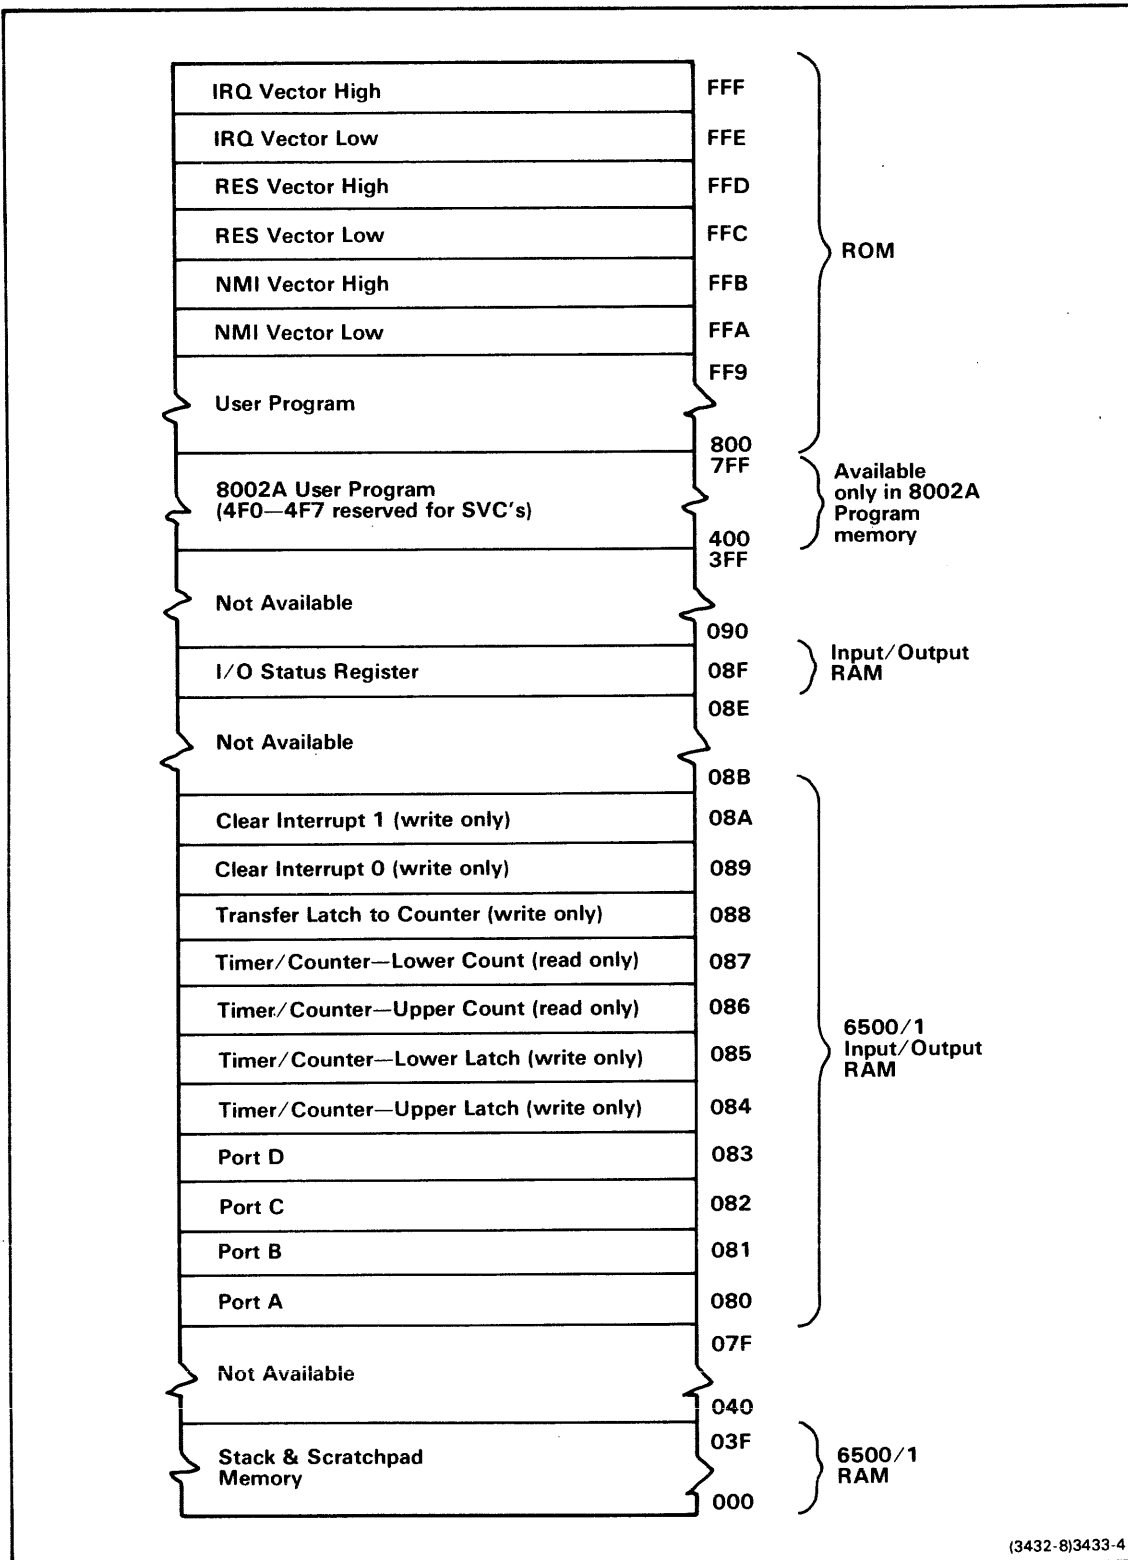 IRQ Vector High FFF
IRQ Vector Low FFE
RES Vector High FFD
RES Vector Low FFC
ROM
NMI Vector High FFB
NMI Vector Low FFA
FF9
User Program
800
7FF
8002A User Program
(4F0—4F7 reserved for SVC's)
Available
only in 8002A
Program
memory
400
3FF
Not Available
090
I/O Status Register 08F
Input/Output
RAM
08E
Not Available
08B
Clear Interrupt 1 (write only) 08A
Clear Interrupt 0 (write only) 089
Transfer Latch to Counter (write only) 088
Timer/Counter—Lower Count (read only) 087
Timer/Counter—Upper Count (read only) 086
6500/1
Input/Output
RAM
Timer/Counter—Lower Latch (write only) 085
Timer/Counter—Upper Latch (write only) 084
Port D 083
Port C 082
Port B 081
Port A 080
07F
Not Available
040
03F
Stack & Scratchpad
Memory
6500/1
RAM
000
(3432-8)3433-4